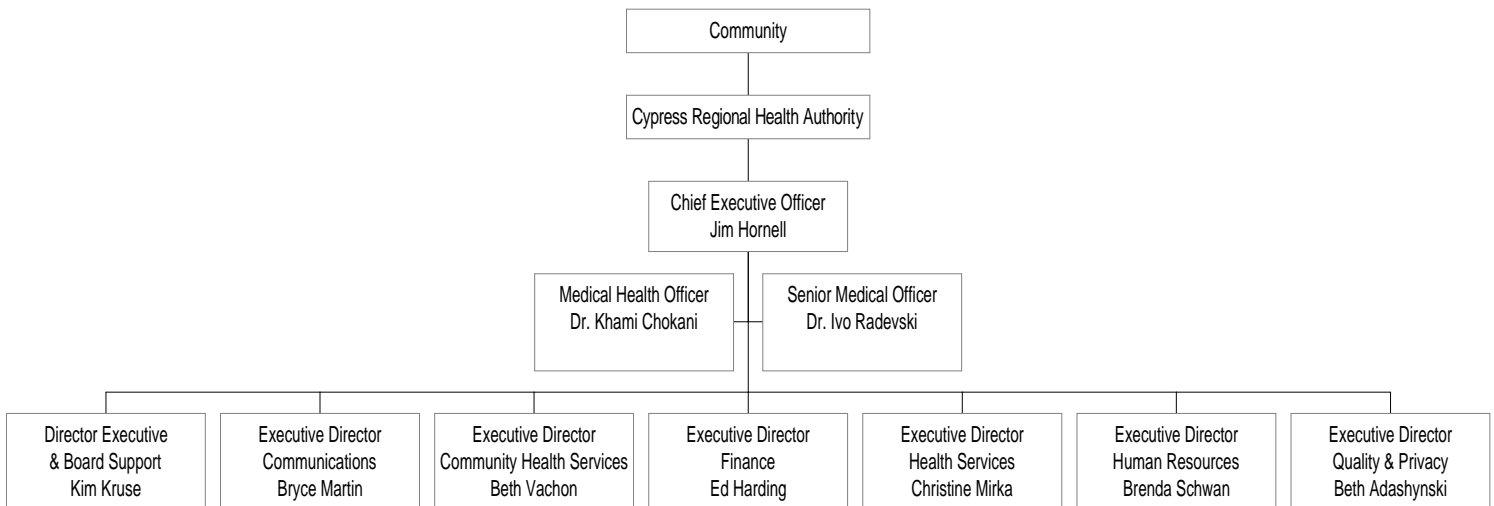 Community
Cypress Regional Health Authority
Chief Executive Officer
Jim Hornell
Medical Health Officer
Dr. Khami Chokani
Senior Medical Officer
Dr. Ivo Radevski
Director Executive
& Board Support
Kim Kruse
Executive Director
Communications
Bryce Martin
Executive Director
Community Health Services
Beth Vachon
Executive Director
Finance
Ed Harding
Executive Director
Health Services
Christine Mirka
Executive Director
Human Resources
Brenda Schwan
Executive Director
Quality & Privacy
Beth Adashynski